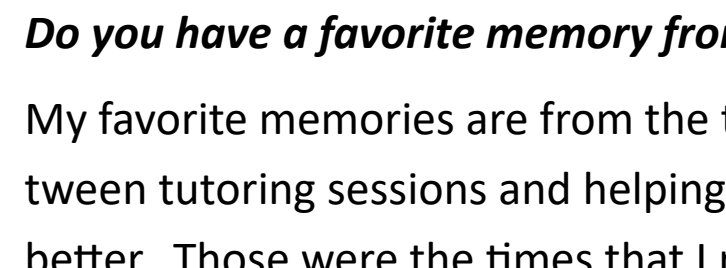 Do you have a favorite memory from
My favorite memories are from the
tween tutoring sessions and helping
better. Those were the times that I